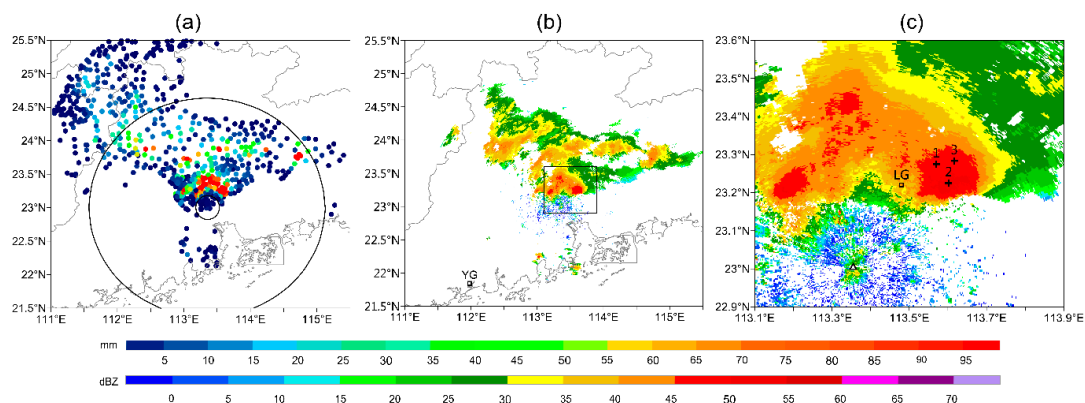 (a) (b) (c)
25.5°N 25.5°N 23.6°N
25°N 25°N 23.5°N
24.5°N 24.5°N 23.4°N
24°N 24°N 23.3°N
23.5°N 23.5°N 23.2°N
23°N 23°N 23.1°N
22.5°N 22.5°N 23°N
22°N 22°N 22.9°N
21.5°N 21.5°N
1 3
2
LG
YG
111°E 112°E 113°E 114°E 115°E 111°E 112°E 113°E 114°E 115°E 113.1°E 113.3°E 113.5°E 113.7°E 113.9°E
mm
5 10 15 20 25 30 35 40 45 50 55 60 65 70 75 80 85 90 95
dBZ
0 5 10 15 20 25 30 35 40 45 50 55 60 65 70